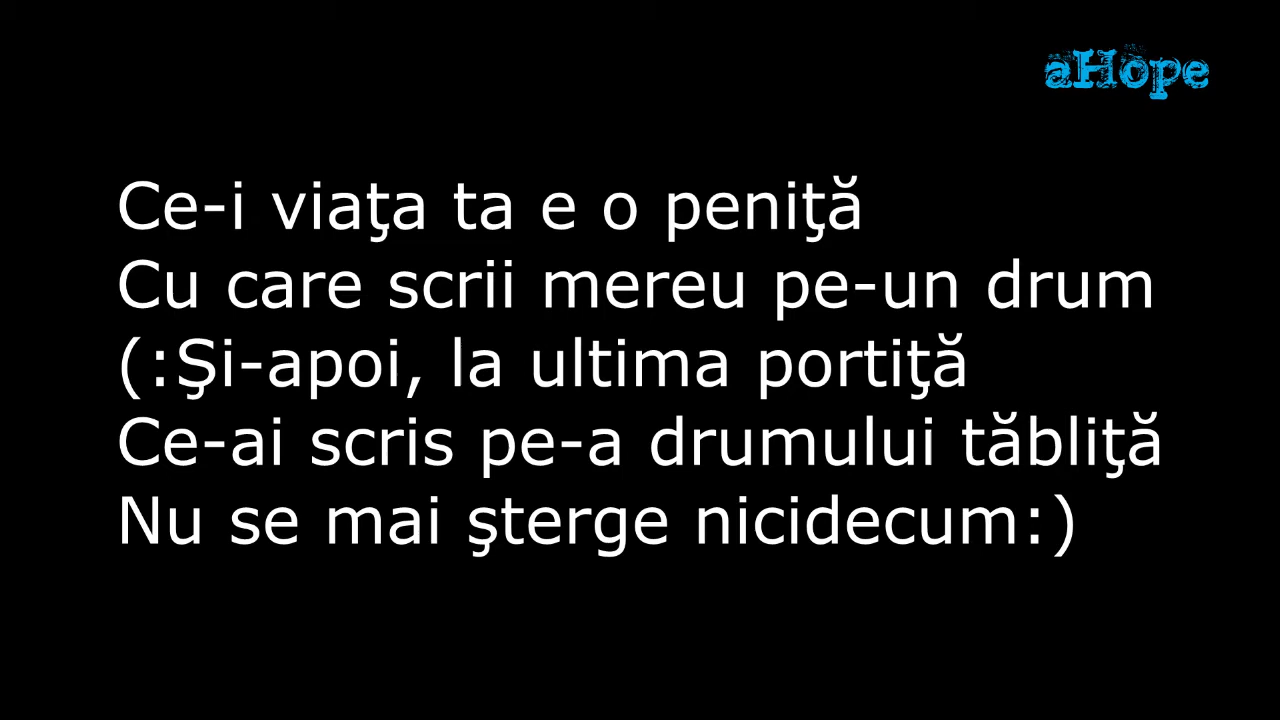 aHope
Ce-i viaţa ta e o peniţă
Cu care scrii mereu pe-un drum
(:Şi-apoi, la ultima portiţă
Ce-ai scris pe-a drumului tăbliţă
Nu se mai şterge nicidecum:)